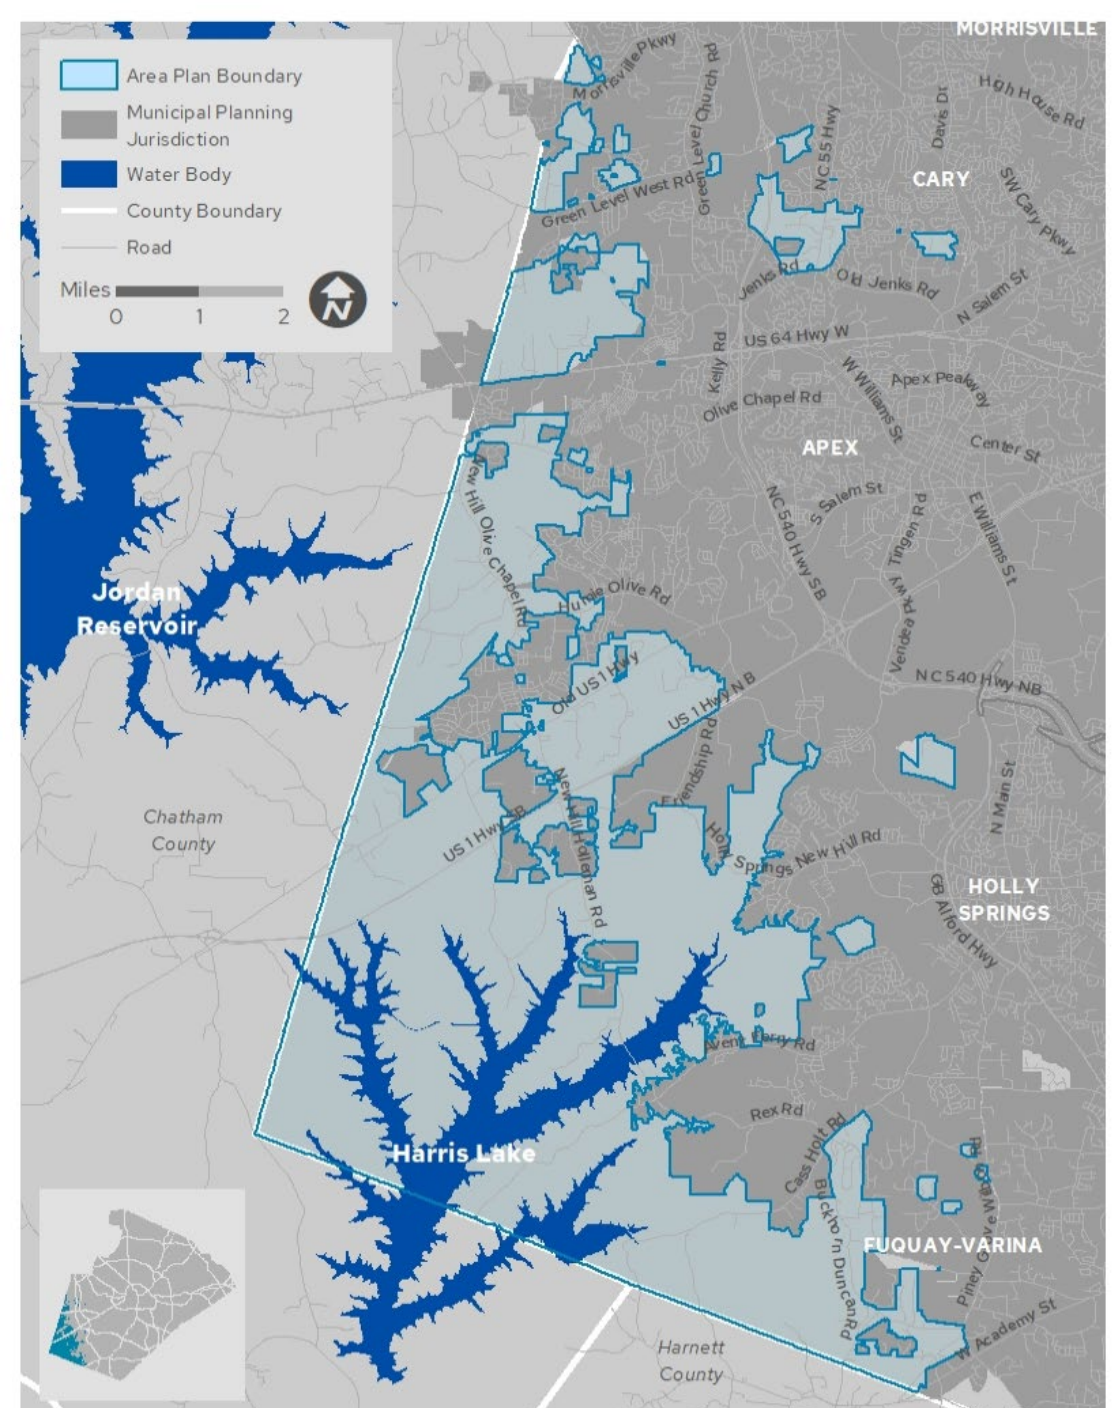 MORRISVILLE
Area Plan Boundary
Municipal Planning
Jurisdiction
Water Body
County Boundary
Road
Miles
0 1 2
N
Morrisville Pkwy
Green Level Church Rd
NC 55 Hwy
Davis Dr
High House Rd
CARY
SW Cary Pkwy
Green Level West Rd
Jenks Rd
Old Jenks Rd
N Salem St
US 64 Hwy W
Kelly Rd
W Williams St
Apex Peakway
Olive Chapel Rd
APEX
Center St
New Hill Olive Chapel Rd
NC 540 Hwy SB
S Salem St
Tingen Rd
E Williams St
Jordan
Reservoir
Humie Olive Rd
Vendea Pkwy
Old US 1 Hwy
US 1 Hwy NB
NC 540 Hwy NB
Friendship Rd
N Man St
Chatham
County
US 1 Hwy SB
New Hill Holleman Rd
Holly Springs New Hill Rd
HOLLY
SPRINGS
GB Alford Hwy
Avent Ferry Rd
Rex Rd
Harris Lake
Cass Holt Rd
Buckhorn Duncan Rd
FUQUAY-VARINA
Piney Grove Wilbon Rd
W Academy St
Harnett
County